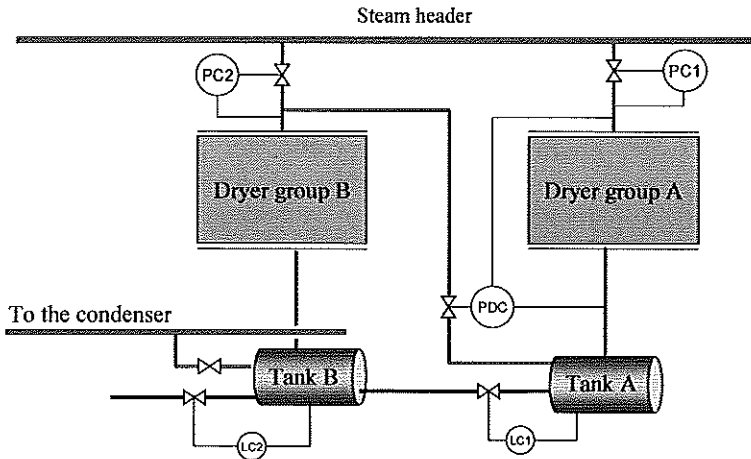 Steam header
PC2
PC1
Dryer group B
Dryer group A
To the condenser
PDC
Tank B
Tank A
LC2
LC1